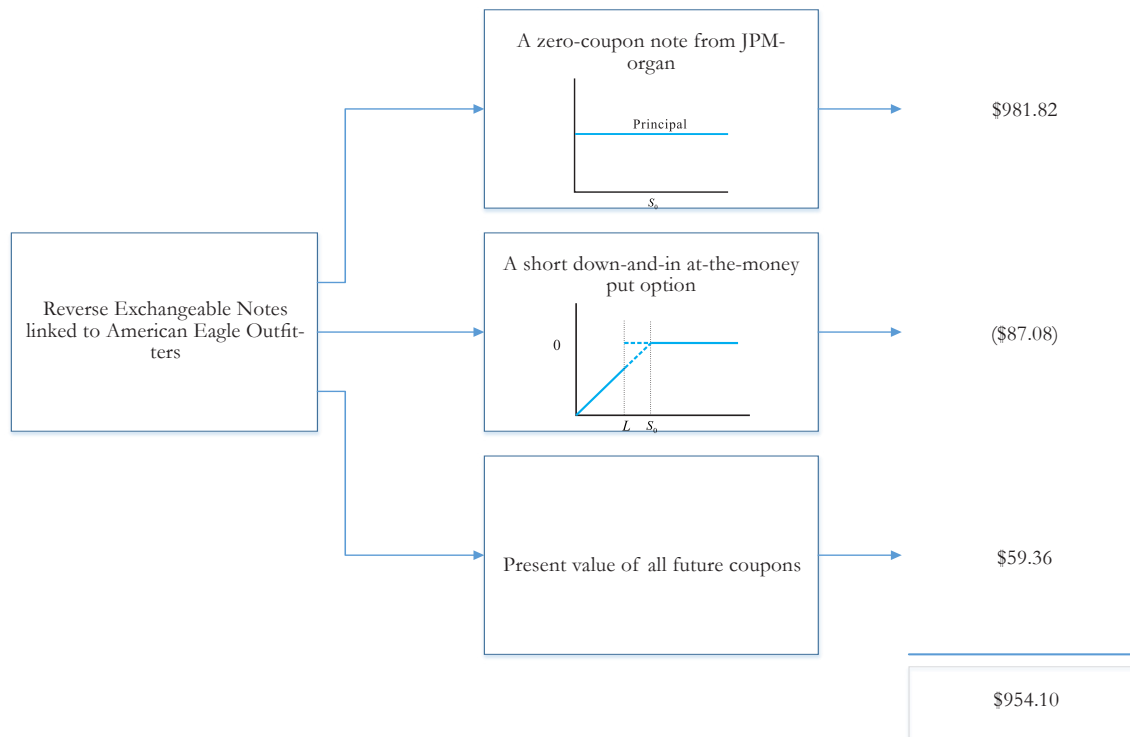 A zero-coupon note from JPM-
organ
Principal
S₀
$981.82
Reverse Exchangeable Notes
linked to American Eagle Outfit-
ters
A short down-and-in at-the-money
put option
0
L S₀
($87.08)
Present value of all future coupons
$59.36
$954.10